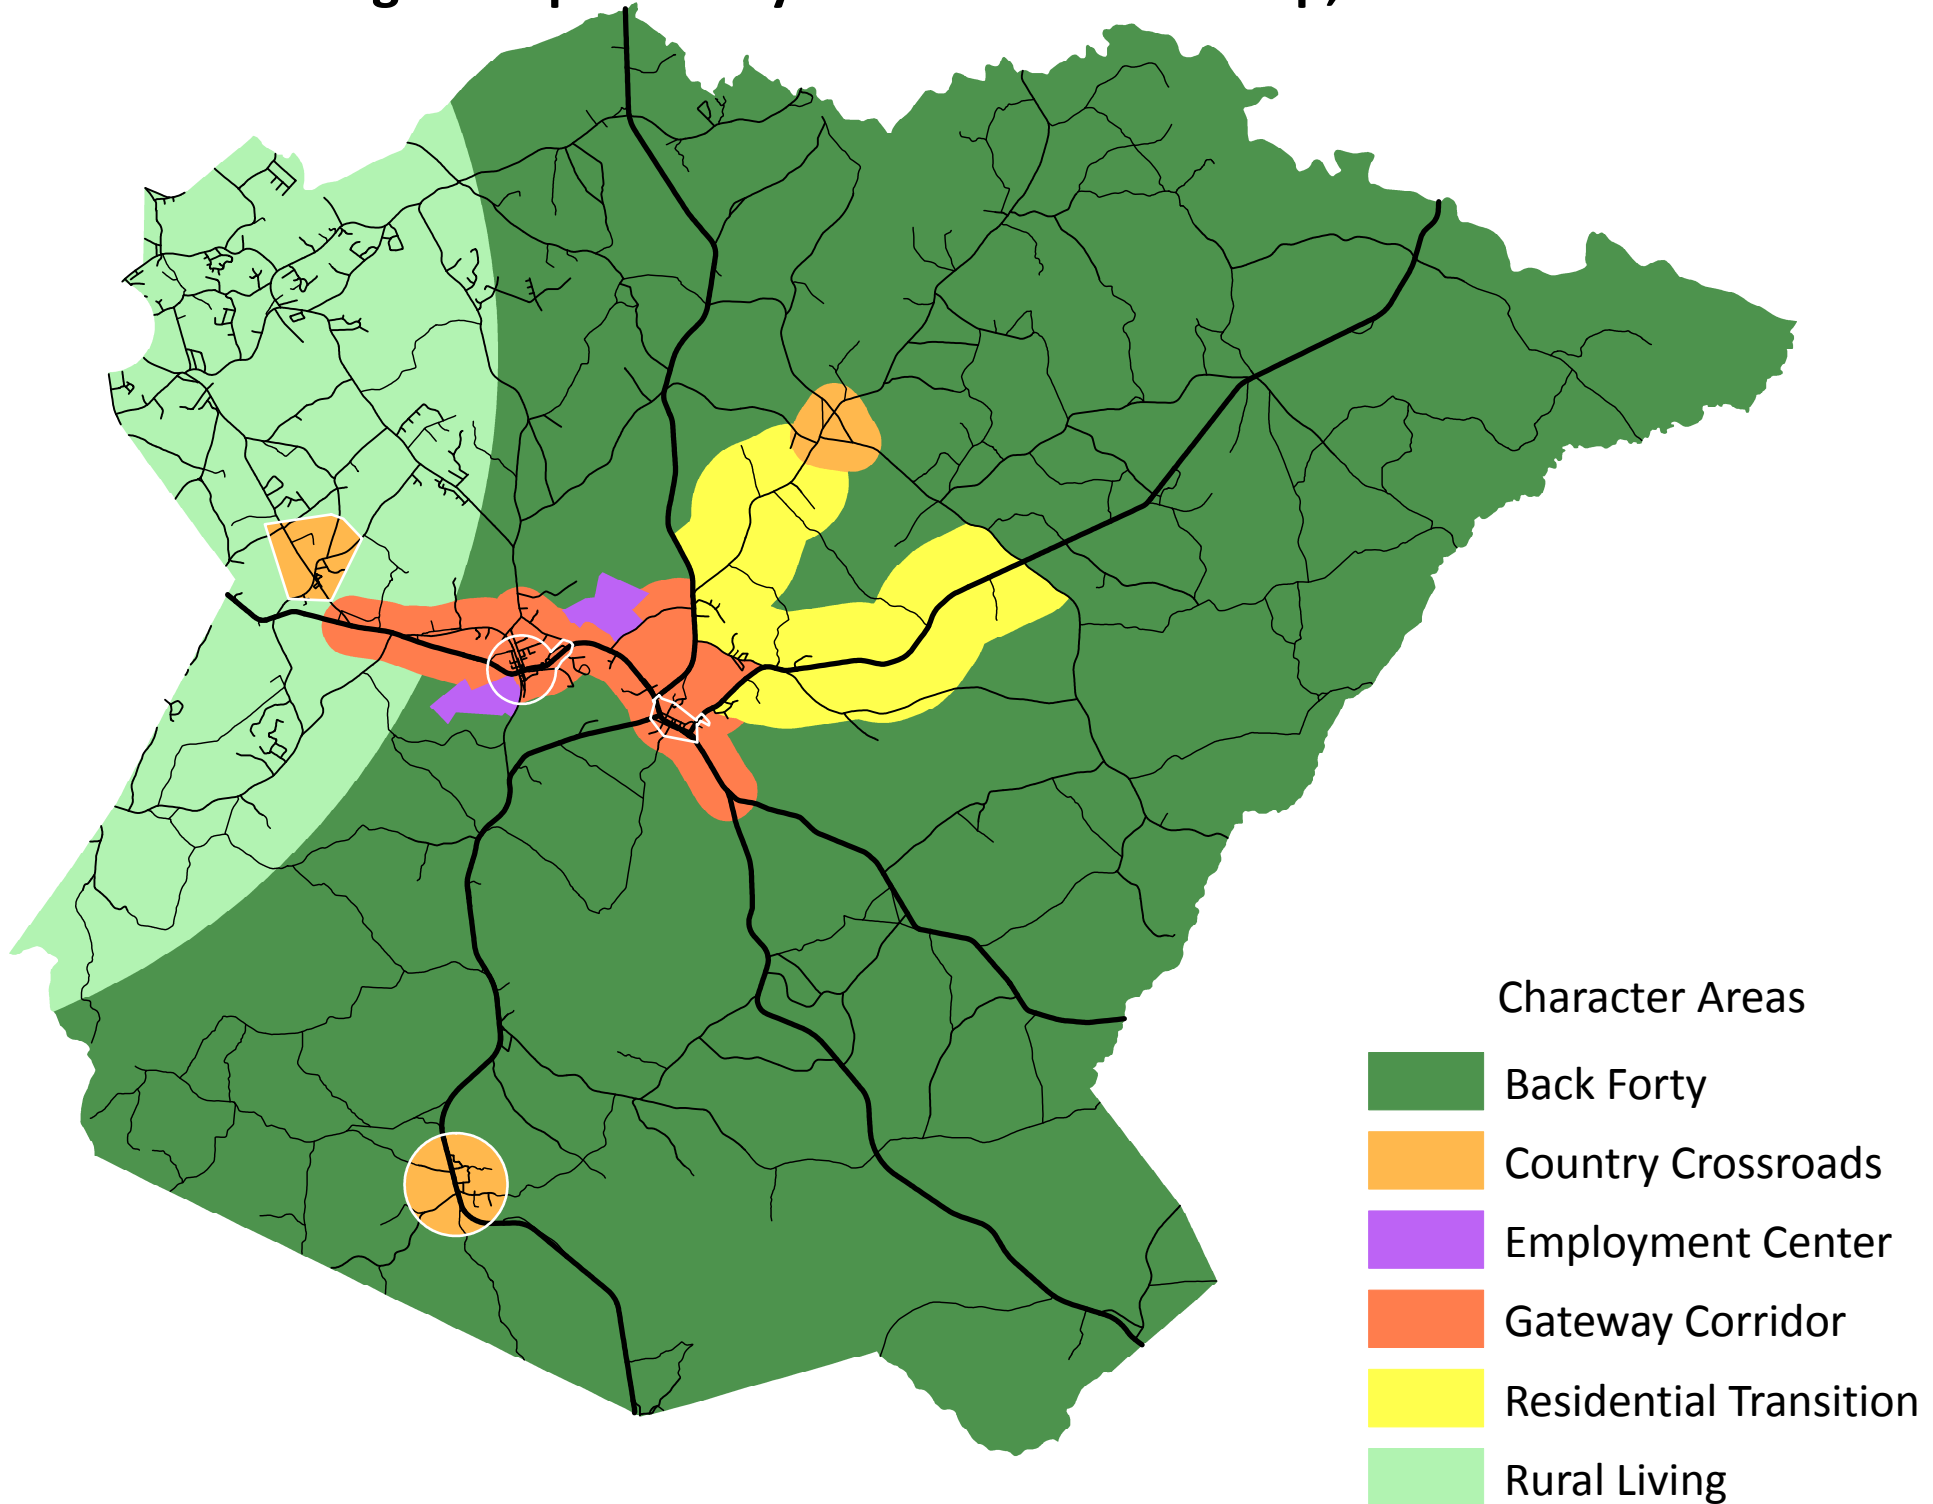 Character Areas
Back Forty
Country Crossroads
Employment Center
Gateway Corridor
Residential Transition
Rural Living